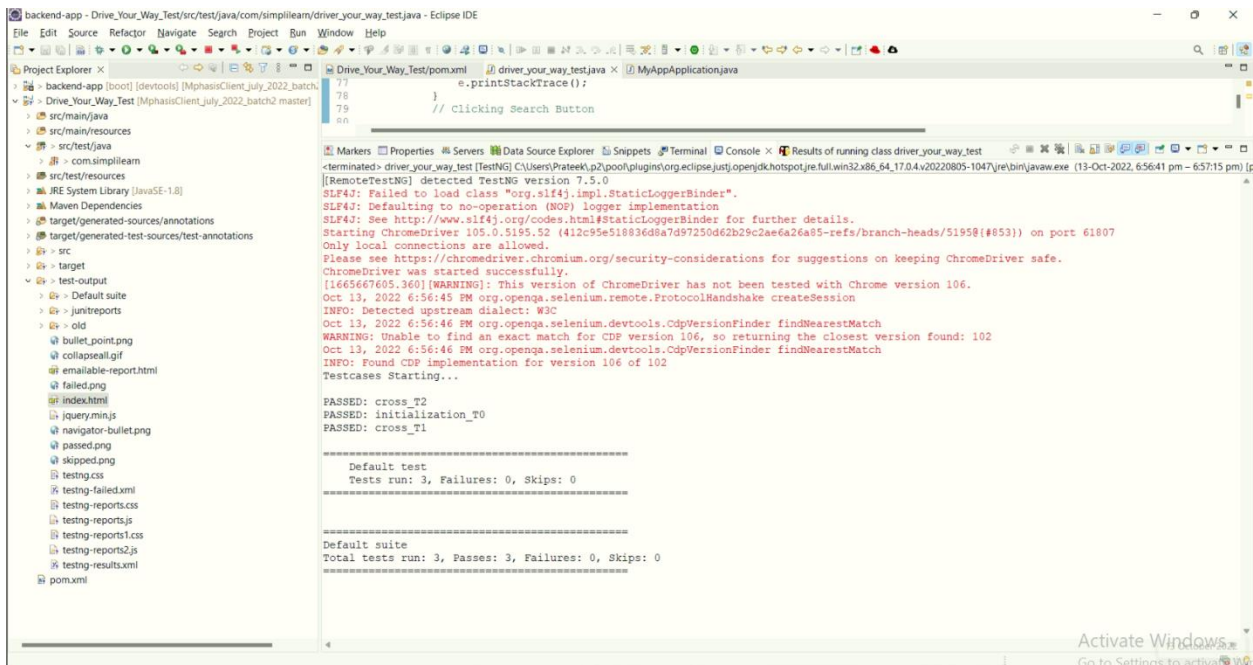 backend-app - Drive_Your_Way_Test/src/test/java/com/simplilearn/driver_your_way_test.java - Eclipse IDE
File Edit Source Refactor Navigate Search Project Run Window Help
Project Explorer
backend-app [boot] [devtools] [MphasisClient_july_2022_batch
Drive_Your_Way_Test [MphasisClient_july_2022_batch2 master]
src/main/java
src/main/resources
src/test/java
com.simplilearn
src/test/resources
JRE System Library [JavaSE-1.8]
Maven Dependencies
target/generated-sources/annotations
target/generated-test-sources/test-annotations
src
target
test-output
Default suite
junitreports
old
bullet_point.png
collapseall.gif
emailable-report.html
failed.png
index.html
jquery.min.js
navigator-bullet.png
passed.png
skipped.png
testng.css
testng-failed.xml
testng-reports.css
testng-reports.js
testng-reports1.css
testng-reports2.js
testng-results.xml
pom.xml
Drive_Your_Way_Test/pom.xml driver_your_way_test.java MyAppApplication.java
77 e.printStackTrace();
78 }
79 // Clicking Search Button
80
Markers Properties Servers Data Source Explorer Snippets Terminal Console Results of running class driver_your_way_test
<terminated> driver_your_way_test [TestNG] C:\Users\Prateek\.p2\pool\plugins\org.eclipse.justj.openjdk.hotspot.jre.full.win32.x86_64_17.0.4.v20220805-1047\jre\bin\javaw.exe (13-Oct-2022, 6:56:41 pm – 6:57:15 pm) [p
[RemoteTestNG] detected TestNG version 7.5.0
SLF4J: Failed to load class "org.slf4j.impl.StaticLoggerBinder".
SLF4J: Defaulting to no-operation (NOP) logger implementation
SLF4J: See http://www.slf4j.org/codes.html#StaticLoggerBinder for further details.
Starting ChromeDriver 105.0.5195.52 (412c95e518836d8a7d97250d62b29c2ae6a26a85-refs/branch-heads/5195@{#853}) on port 61807
Only local connections are allowed.
Please see https://chromedriver.chromium.org/security-considerations for suggestions on keeping ChromeDriver safe.
ChromeDriver was started successfully.
[1665667605.360][WARNING]: This version of ChromeDriver has not been tested with Chrome version 106.
Oct 13, 2022 6:56:45 PM org.openqa.selenium.remote.ProtocolHandshake createSession
INFO: Detected upstream dialect: W3C
Oct 13, 2022 6:56:46 PM org.openqa.selenium.devtools.CdpVersionFinder findNearestMatch
WARNING: Unable to find an exact match for CDP version 106, so returning the closest version found: 102
Oct 13, 2022 6:56:46 PM org.openqa.selenium.devtools.CdpVersionFinder findNearestMatch
INFO: Found CDP implementation for version 106 of 102
Testcases Starting...
PASSED: cross_T2
PASSED: initialization_T0
PASSED: cross_T1
===============================================
Default test
Tests run: 3, Failures: 0, Skips: 0
===============================================
===============================================
Default suite
Total tests run: 3, Passes: 3, Failures: 0, Skips: 0
===============================================
Activate Windows
Go to Settings to activate